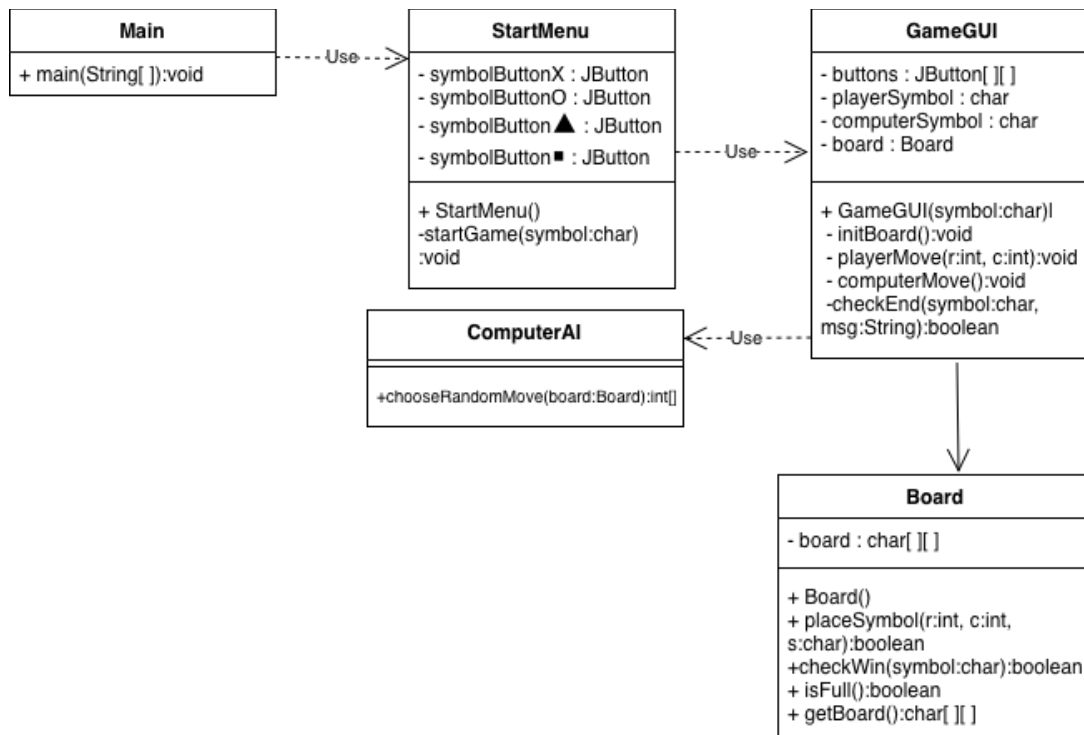 Main
+ main(String[ ]):void
Use
StartMenu
- symbolButtonX : JButton
- symbolButtonO : JButton
- symbolButton▲ : JButton
- symbolButton■ : JButton
+ StartMenu()
-startGame(symbol:char)
:void
Use
GameGUI
- buttons : JButton[ ][ ]
- playerSymbol : char
- computerSymbol : char
- board : Board
+ GameGUI(symbol:char)l
- initBoard():void
- playerMove(r:int, c:int):void
- computerMove():void
-checkEnd(symbol:char,
msg:String):boolean
Use
ComputerAI
+chooseRandomMove(board:Board):int[]
Board
- board : char[ ][ ]
+ Board()
+ placeSymbol(r:int, c:int,
s:char):boolean
+checkWin(symbol:char):boolean
+ isFull():boolean
+ getBoard():char[ ][ ]